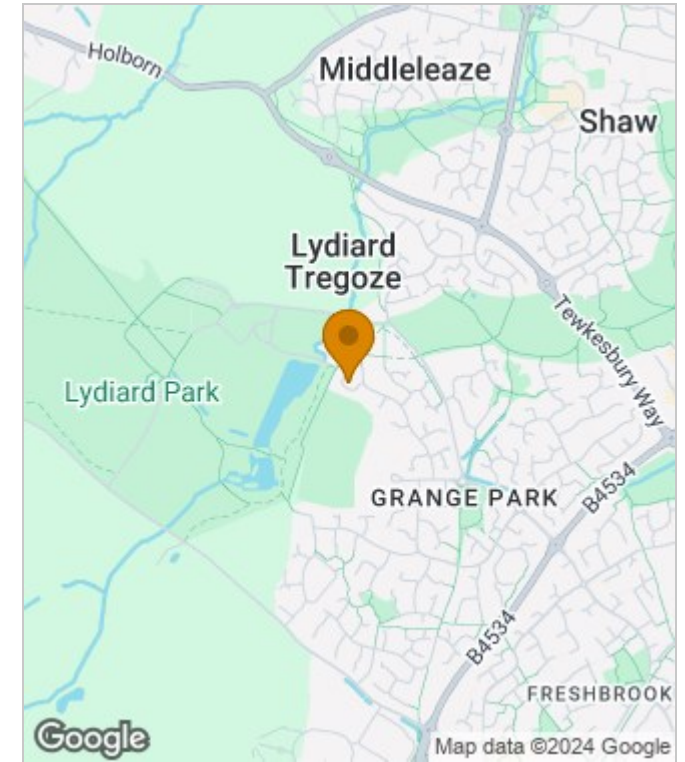 Holborn
Middleleaze
Shaw
Lydiard
Tregoze
Tewkesbury Way
Lydiard Park
GRANGE PARK
B4534
B4534
FRESHBROOK
Google
Map data ©2024 Google